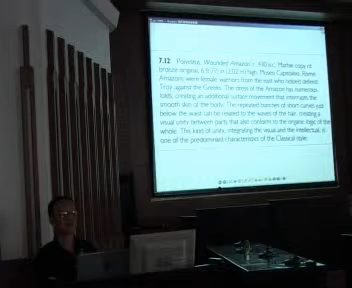 7.12 Polykleitos, Wounded Amazon, c. 430 B.C. Marble copy of
bronze original, 6 ft. 7½ in. (2.02 m) high. Museo Capitolino, Rome.
Amazons were female warriors from the east who helped defend
Troy against the Greeks. The dress of the Amazon has numerous
folds, creating an additional surface movement that interrupts the
smooth skin of the body. The repeated bunches of short curves just
below the waist can be related to the waves of the hair, creating a
visual unity between parts that also conform to the organic logic of the
whole. This kind of unity, integrating the visual and the intellectual, is
one of the predominant characteristics of the Classical style.